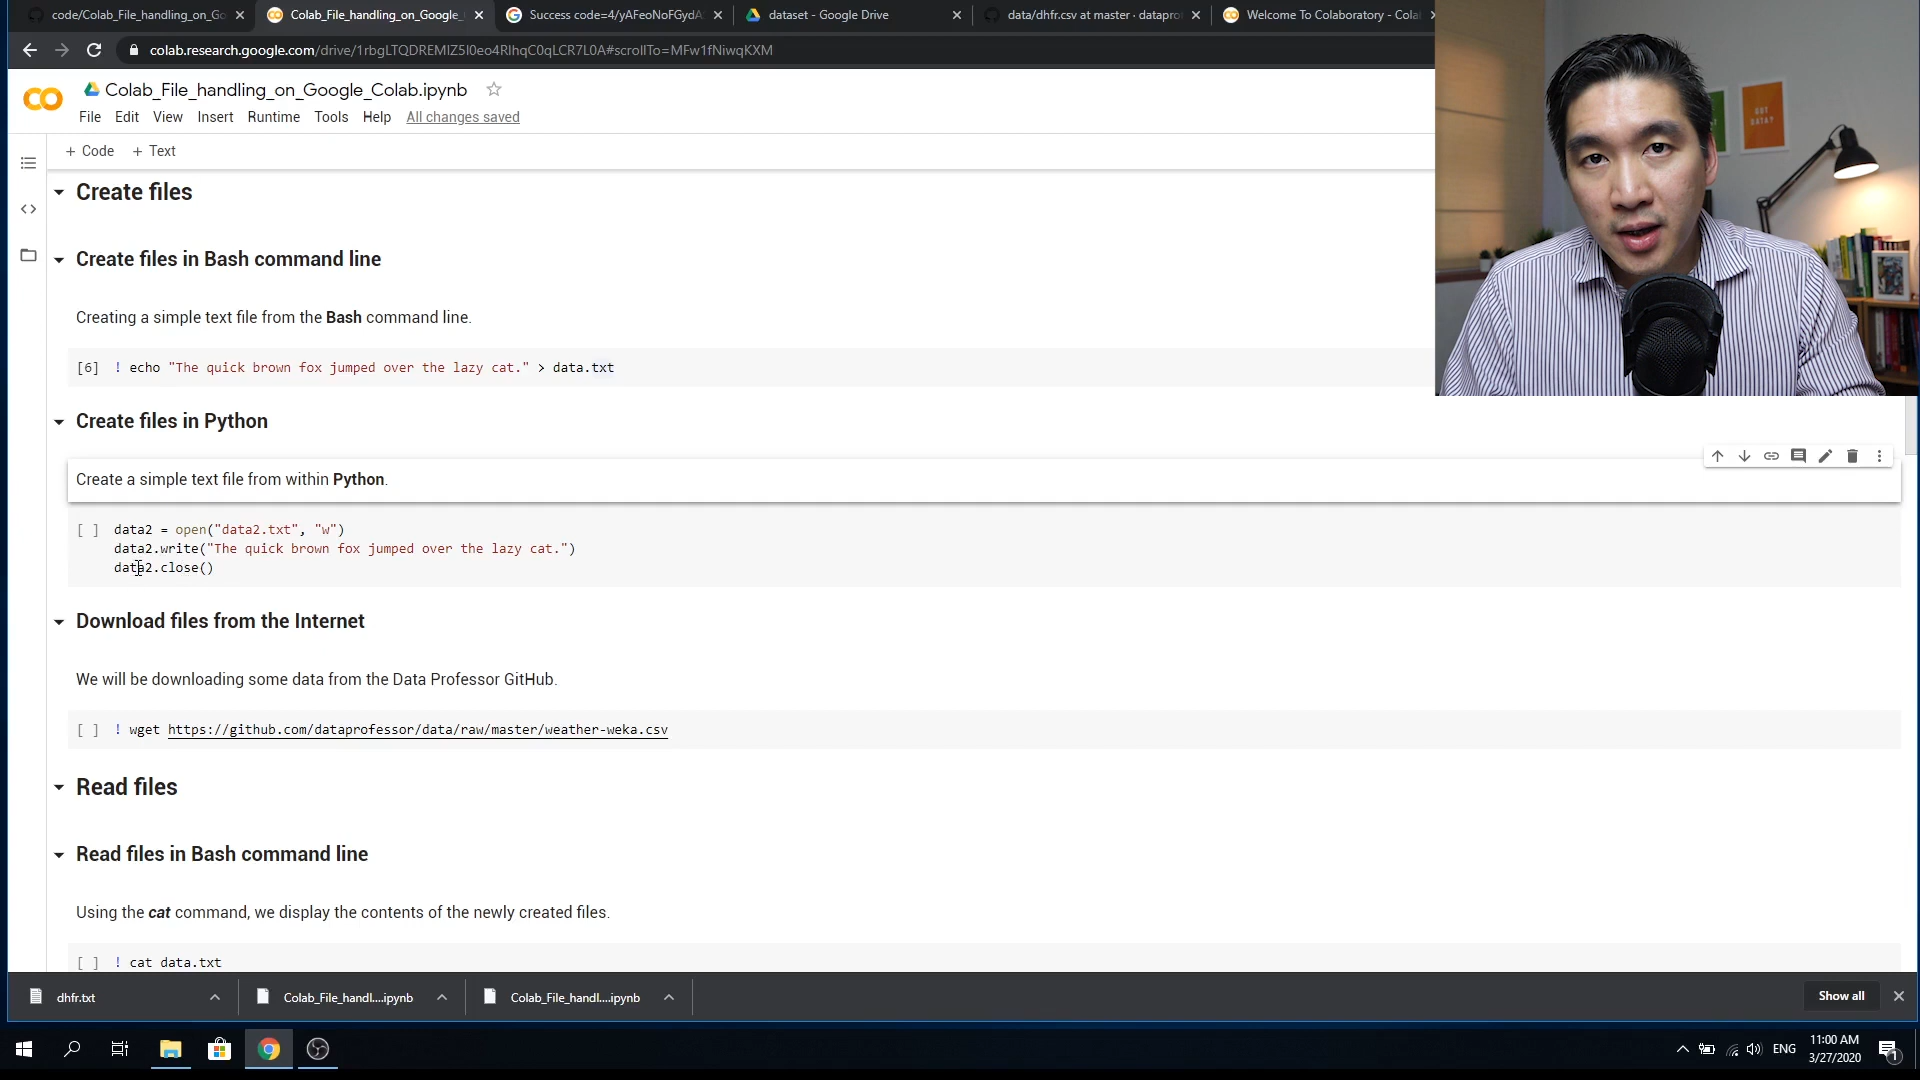 code/Colab_File_handling_on_Go
Colab_File_handling_on_Google_
Success code=4/yAFeoNoFGydA
dataset - Google Drive
data/dhfr.csv at master · datapro
Welcome To Colaboratory - Cola
colab.research.google.com/drive/1rbgLTQDREMIZ5I0eo4RlhqC0qLCR7L0A#scrollTo=MFw1fNiwqKXM
CO
Colab_File_handling_on_Google_Colab.ipynb
File Edit View Insert Runtime Tools Help All changes saved
+ Code + Text
Create files
Create files in Bash command line
Creating a simple text file from the Bash command line.
[6] ! echo "The quick brown fox jumped over the lazy cat." > data.txt
Create files in Python
Create a simple text file from within Python.
[ ] data2 = open("data2.txt", "w")
data2.write("The quick brown fox jumped over the lazy cat.")
data2.close()
Download files from the Internet
We will be downloading some data from the Data Professor GitHub.
[ ] ! wget https://github.com/dataprofessor/data/raw/master/weather-weka.csv
Read files
Read files in Bash command line
Using the cat command, we display the contents of the newly created files.
[ ] ! cat data.txt
dhfr.txt
Colab_File_handl....ipynb
Colab_File_handl....ipynb
Show all
ENG
11:00 AM
3/27/2020
1
GOT
DATA?